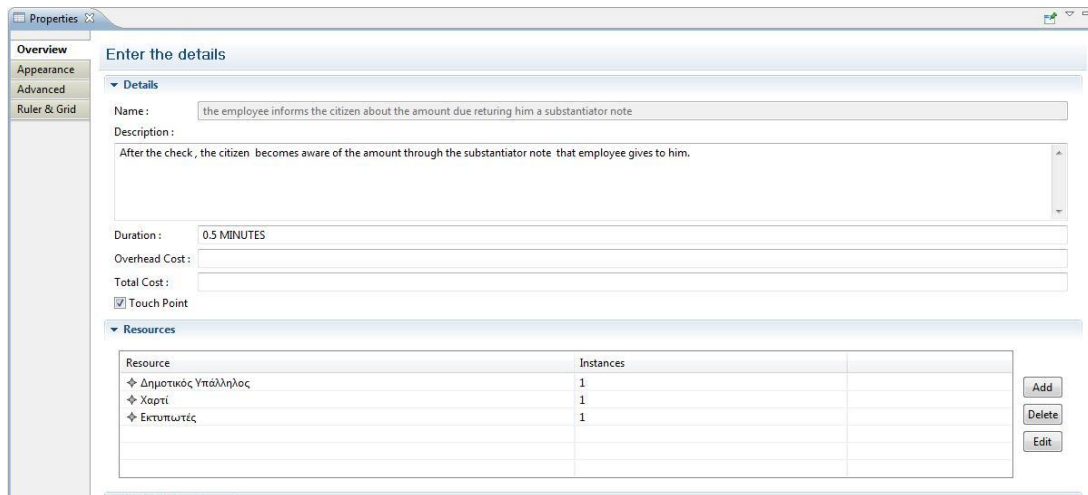 Properties
Overview
Appearance
Advanced
Ruler & Grid
Enter the details
Details
Name : the employee informs the citizen about the amount due returing him a substantiator note
Description :
After the check , the citizen becomes aware of the amount through the substantiator note that employee gives to him.
Duration : 0.5 MINUTES
Overhead Cost :
Total Cost :
Touch Point
Resources
Resource Instances
Δημοτικός Υπάλληλος 1
Χαρτί 1
Εκτυπωτές 1
Add
Delete
Edit